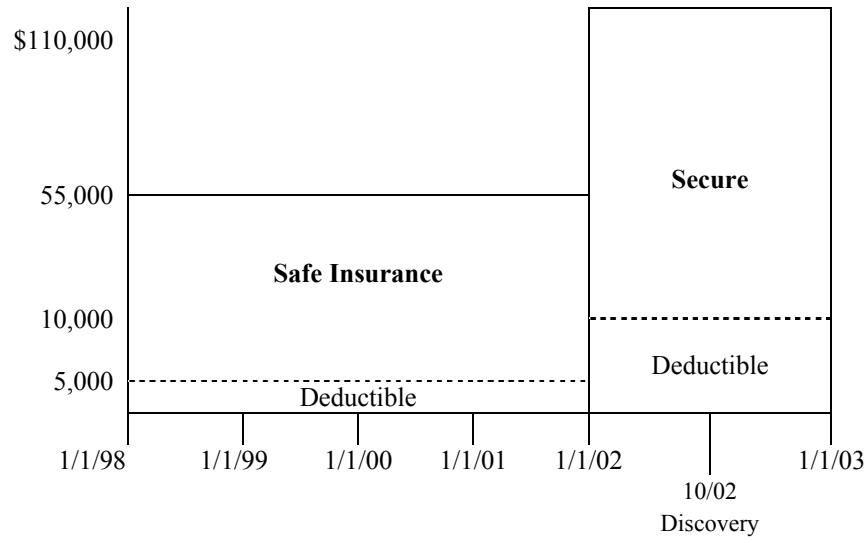 $110,000
Secure
55,000
Safe Insurance
10,000
Deductible
5,000
Deductible
1/1/98 1/1/99 1/1/00 1/1/01 1/1/02 1/1/03
10/02
Discovery